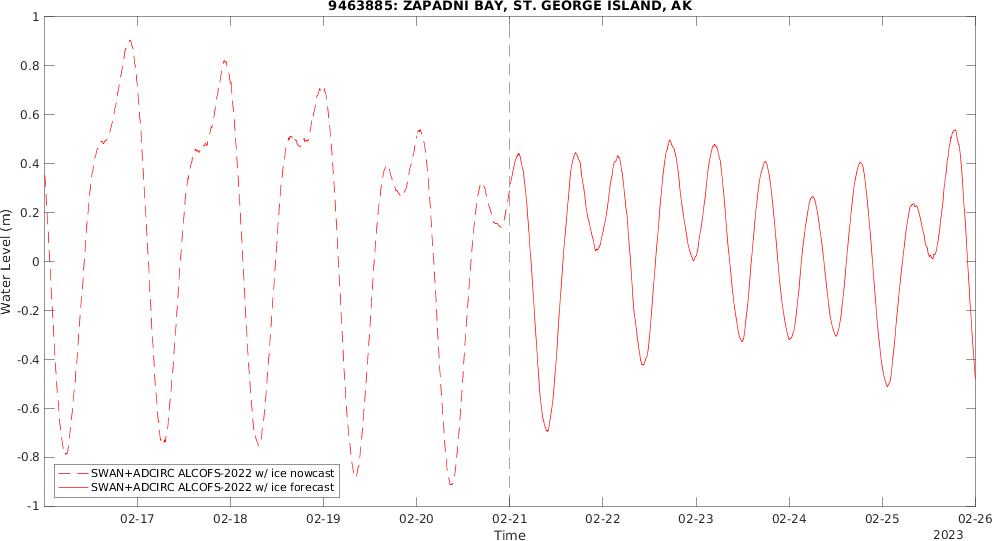 9463885: ZAPADNI BAY, ST. GEORGE ISLAND, AK
1
0.8
0.6
0.4
0.2
0
-0.2
-0.4
-0.6
-0.8
-1
Water Level (m)
SWAN+ADCIRC ALCOFS-2022 w/ ice nowcast
SWAN+ADCIRC ALCOFS-2022 w/ ice forecast
02-17 02-18 02-19 02-20 02-21 02-22 02-23 02-24 02-25 02-26
Time
2023